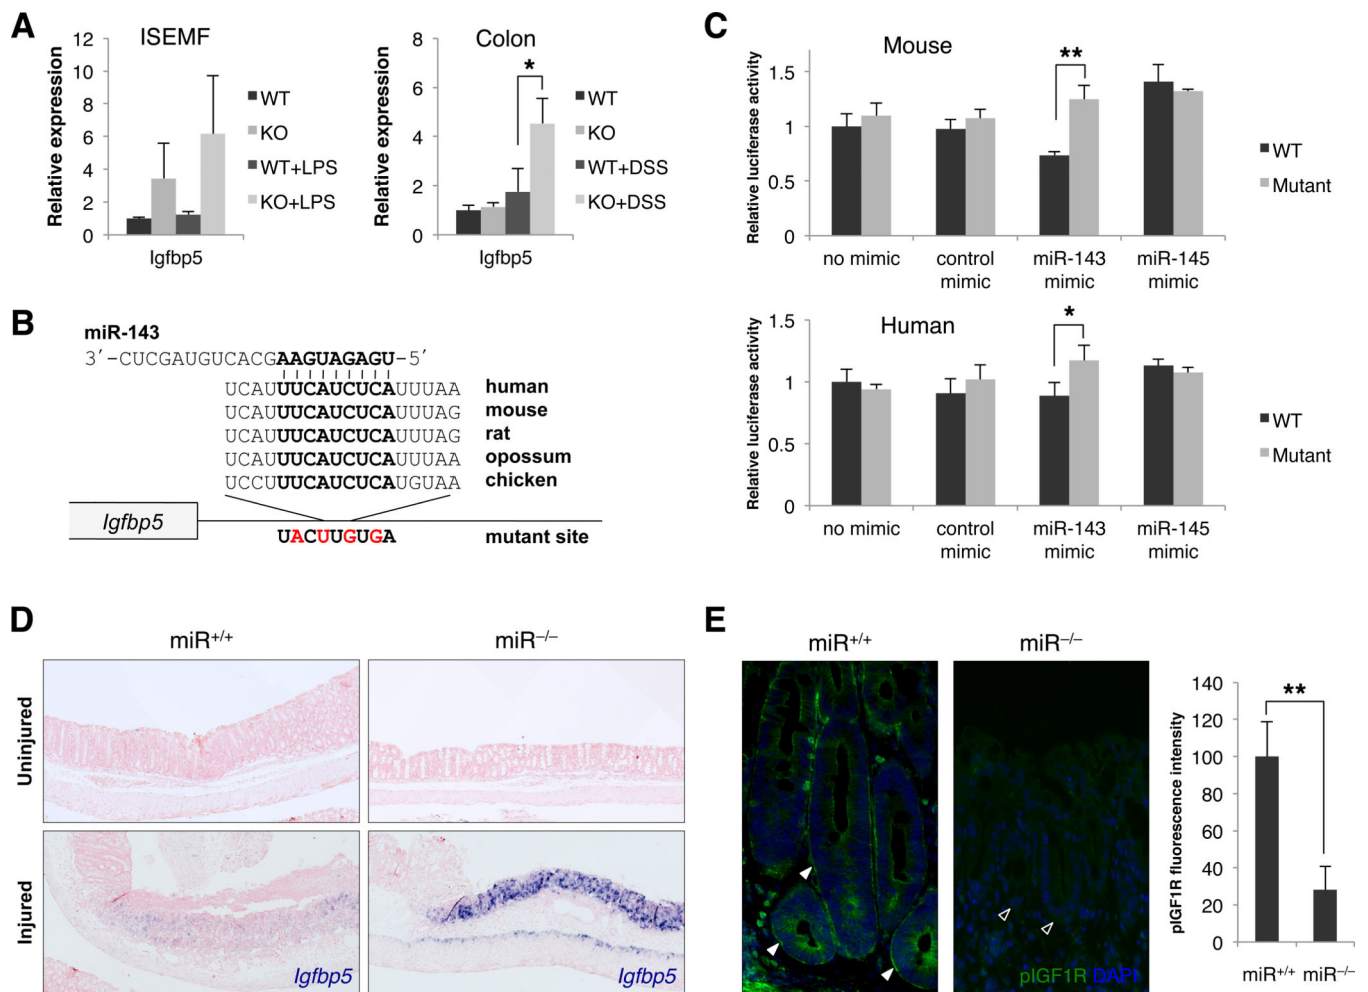 A
ISEMF
Relative expression
12
10
8
6
4
2
0
Igfbp5
WT
KO
WT+LPS
KO+LPS
Colon
Relative expression
8
6
4
2
0
*
Igfbp5
WT
KO
WT+DSS
KO+DSS
B
miR-143
3′-CUCGAUGUCACGAAGUAGAGU-5′
UCAUUUCAUCUCAUUUAA human
UCAUUUCAUCUCAUUUAG mouse
UCAUUUCAUCUCAUUUAG rat
UCAUUUCAUCUCAUUUAA opossum
UCCUUUCAUCUCAUGUAA chicken
Igfbp5
UACUUGUGA mutant site
C
Mouse
Relative luciferase activity
1.5
1
0.5
0
**
no mimic
control mimic
miR-143 mimic
miR-145 mimic
WT
Mutant
Human
Relative luciferase activity
1.5
1
0.5
0
*
no mimic
control mimic
miR-143 mimic
miR-145 mimic
WT
Mutant
D
miR+/+
miR–/–
Uninjured
Injured
Igfbp5
Igfbp5
E
miR+/+
miR–/–
pIGF1R DAPI
pIGF1R fluorescence intensity
140
120
100
80
60
40
20
0
**
miR+/+
miR–/–